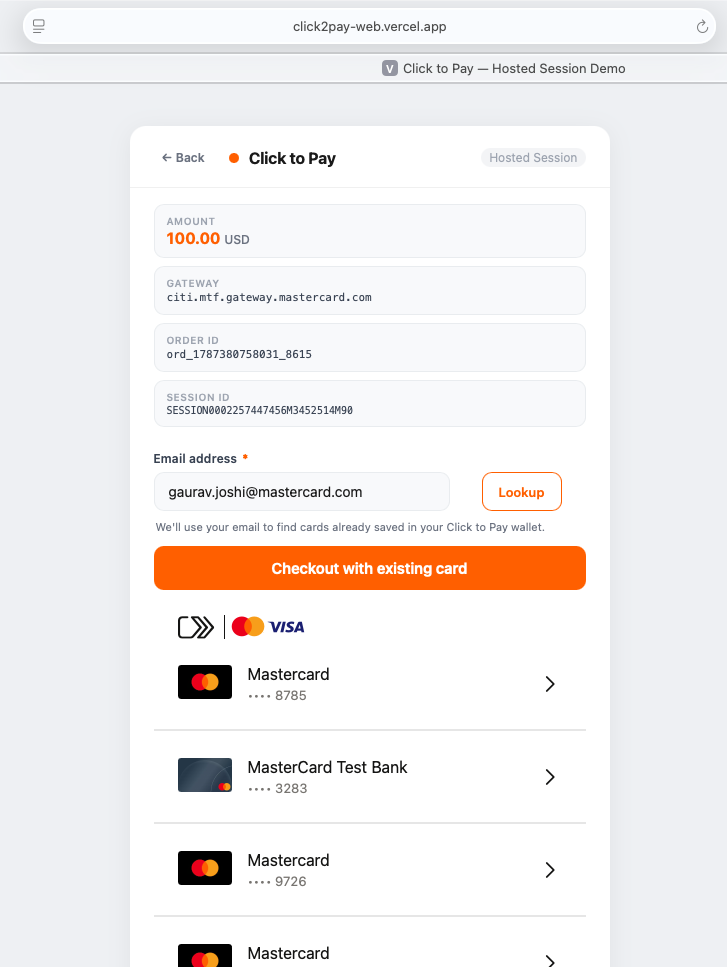 click2pay-web.vercel.app
V Click to Pay — Hosted Session Demo
← Back
Click to Pay
Hosted Session
AMOUNT
100.00 USD
GATEWAY
citi.mtf.gateway.mastercard.com
ORDER ID
ord_1787380758031_8615
SESSION ID
SESSION0002257447456M3452514M90
Email address *
gaurav.joshi@mastercard.com
Lookup
We'll use your email to find cards already saved in your Click to Pay wallet.
Checkout with existing card
VISA
Mastercard
•••• 8785
MasterCard Test Bank
•••• 3283
Mastercard
•••• 9726
Mastercard